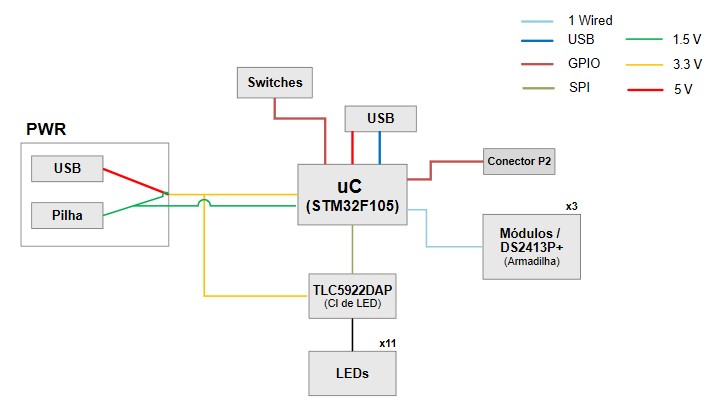 1 Wired
USB
1.5 V
GPIO
3.3 V
SPI
5 V
Switches
USB
PWR
USB
Pilha
uC
(STM32F105)
Conector P2
x3
Módulos /
DS2413P+
(Armadilha)
TLC5922DAP
(CI de LED)
x11
LEDs